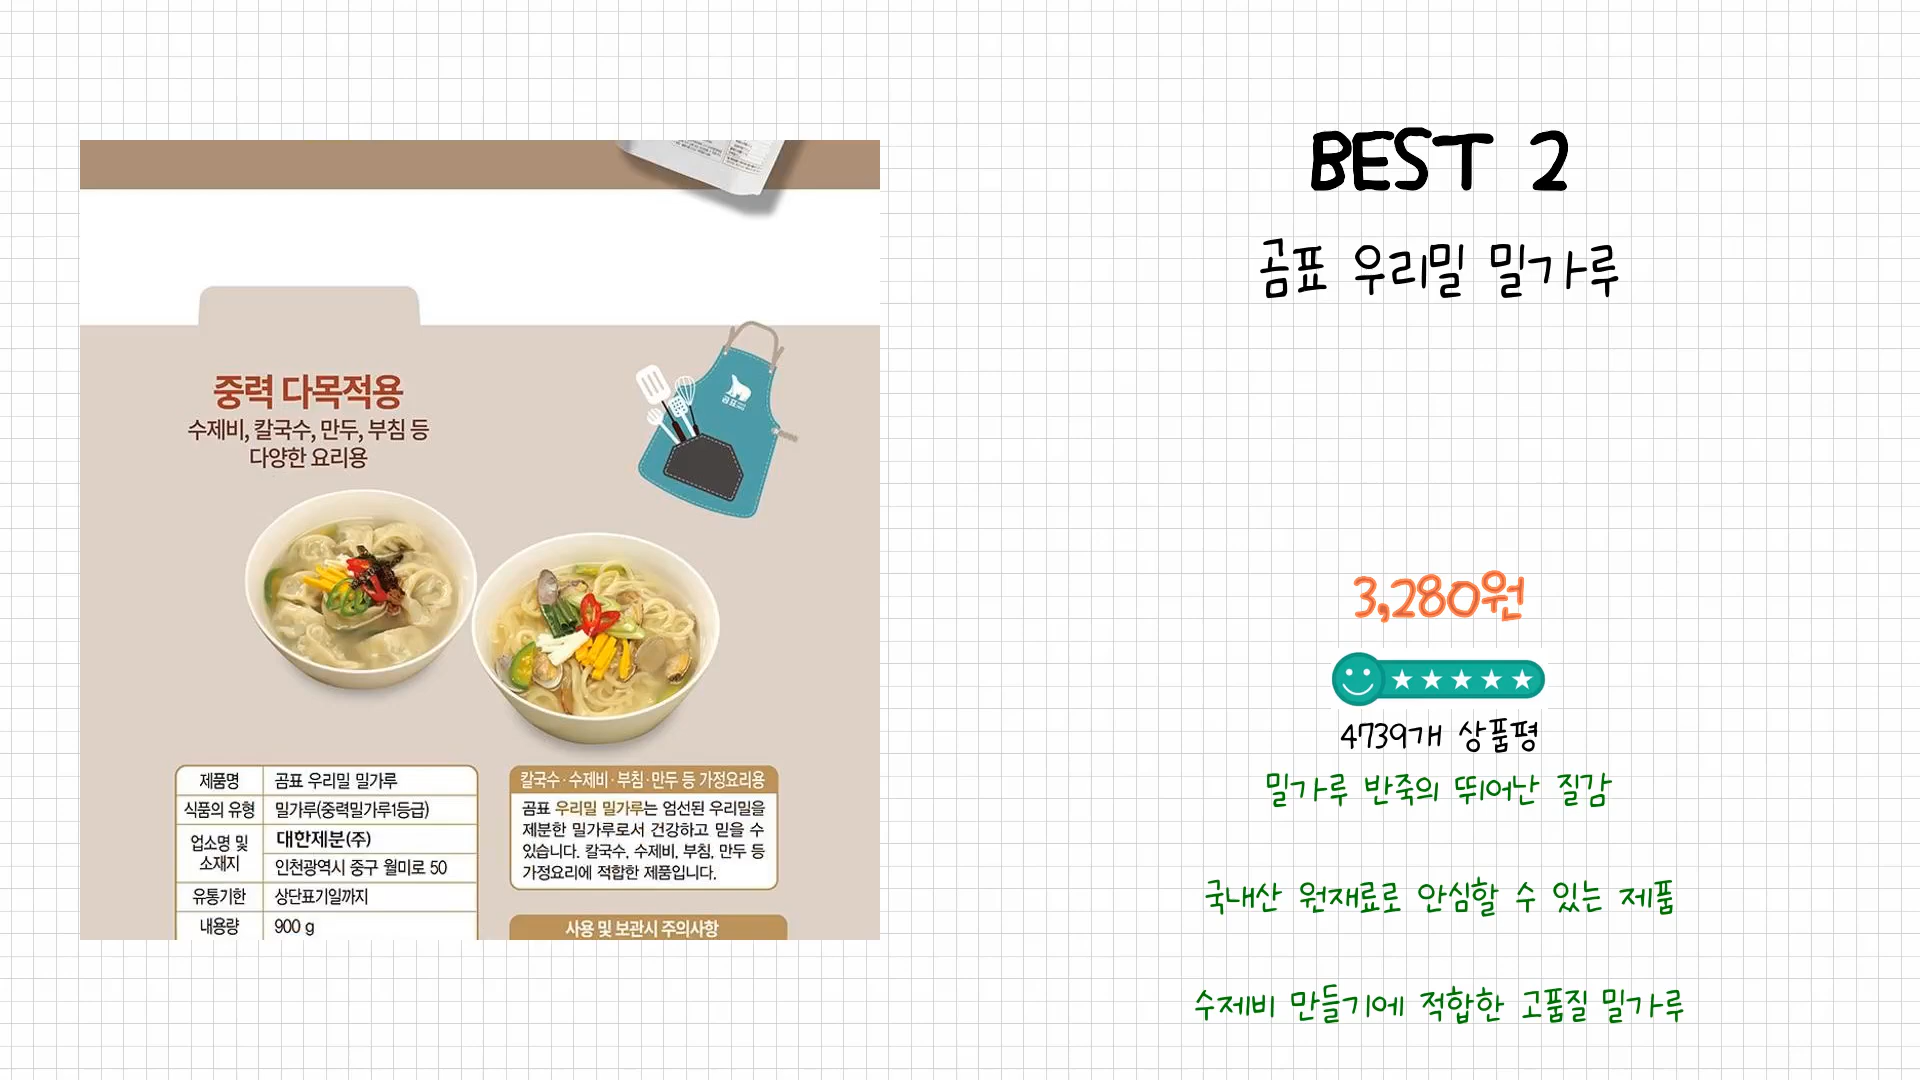 중력 다목적용
수제비, 칼국수, 만두, 부침 등
다양한 요리용
곰표
제품명 곰표 우리밀 밀가루
식품의 유형 밀가루(중력밀가루1등급)
업소명 및 소재지 대한제분(주)
인천광역시 중구 월미로 50
유통기한 상단표기일까지
내용량 900 g
칼국수·수제비·부침·만두 등 가정요리용
곰표 우리밀 밀가루는 엄선된 우리밀을
제분한 밀가루로서 건강하고 믿을 수
있습니다. 칼국수, 수제비, 부침, 만두 등
가정요리에 적합한 제품입니다.
사용 및 보관시 주의사항
BEST 2
곰표 우리밀 밀가루
3,280원
4739개 상품평
밀가루 반죽의 뛰어난 질감
국내산 원재료로 안심할 수 있는 제품
수제비 만들기에 적합한 고품질 밀가루